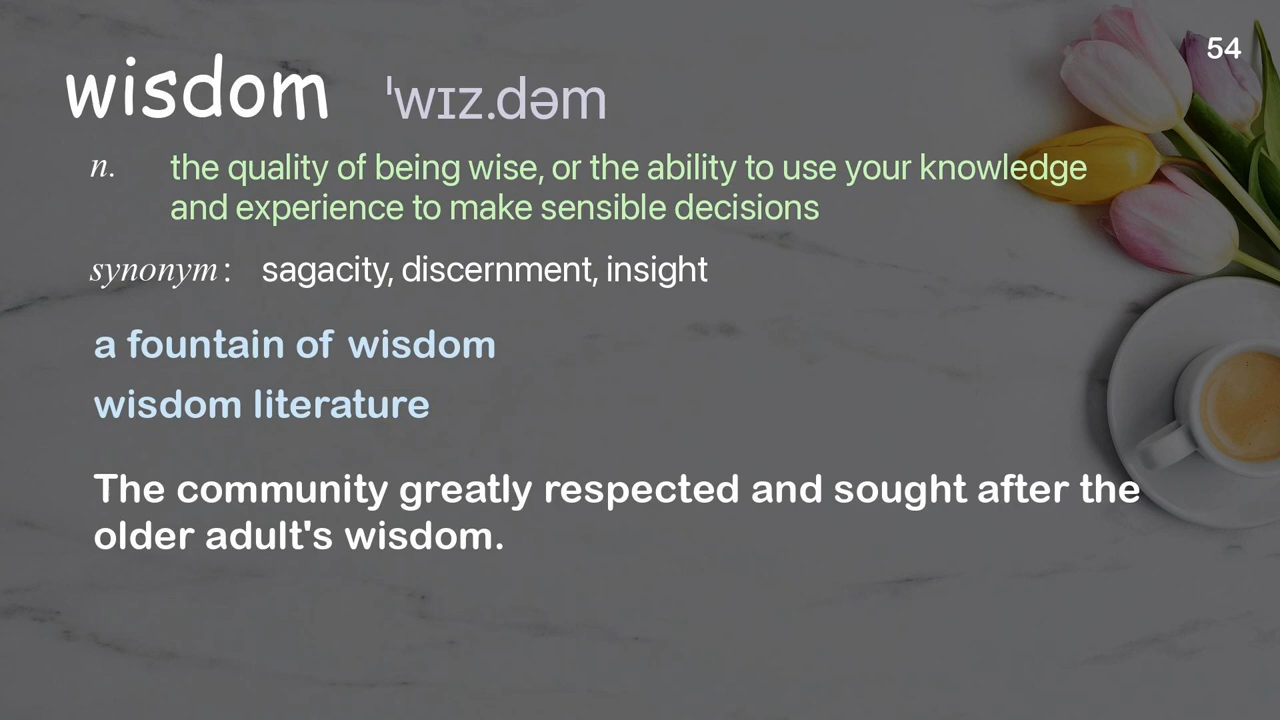 54
wisdom ˈwɪz.dəm
n. the quality of being wise, or the ability to use your knowledge
and experience to make sensible decisions
synonym : sagacity, discernment, insight
a fountain of wisdom
wisdom literature
The community greatly respected and sought after the
older adult's wisdom.